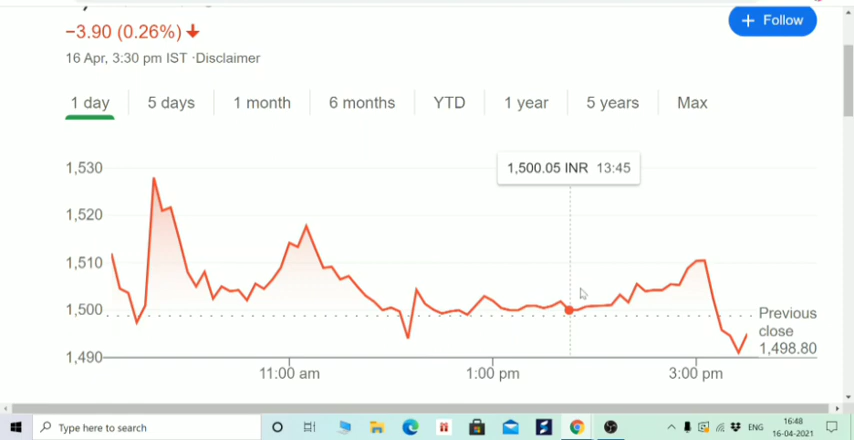 −3.90 (0.26%)
+ Follow
16 Apr, 3:30 pm IST ·Disclaimer
1 day
5 days
1 month
6 months
YTD
1 year
5 years
Max
1,530
1,500.05 INR 13:45
1,520
1,510
1,500
Previous
close
1,498.80
1,490
11:00 am
1:00 pm
3:00 pm
Type here to search
ENG
16:48
16-04-2021